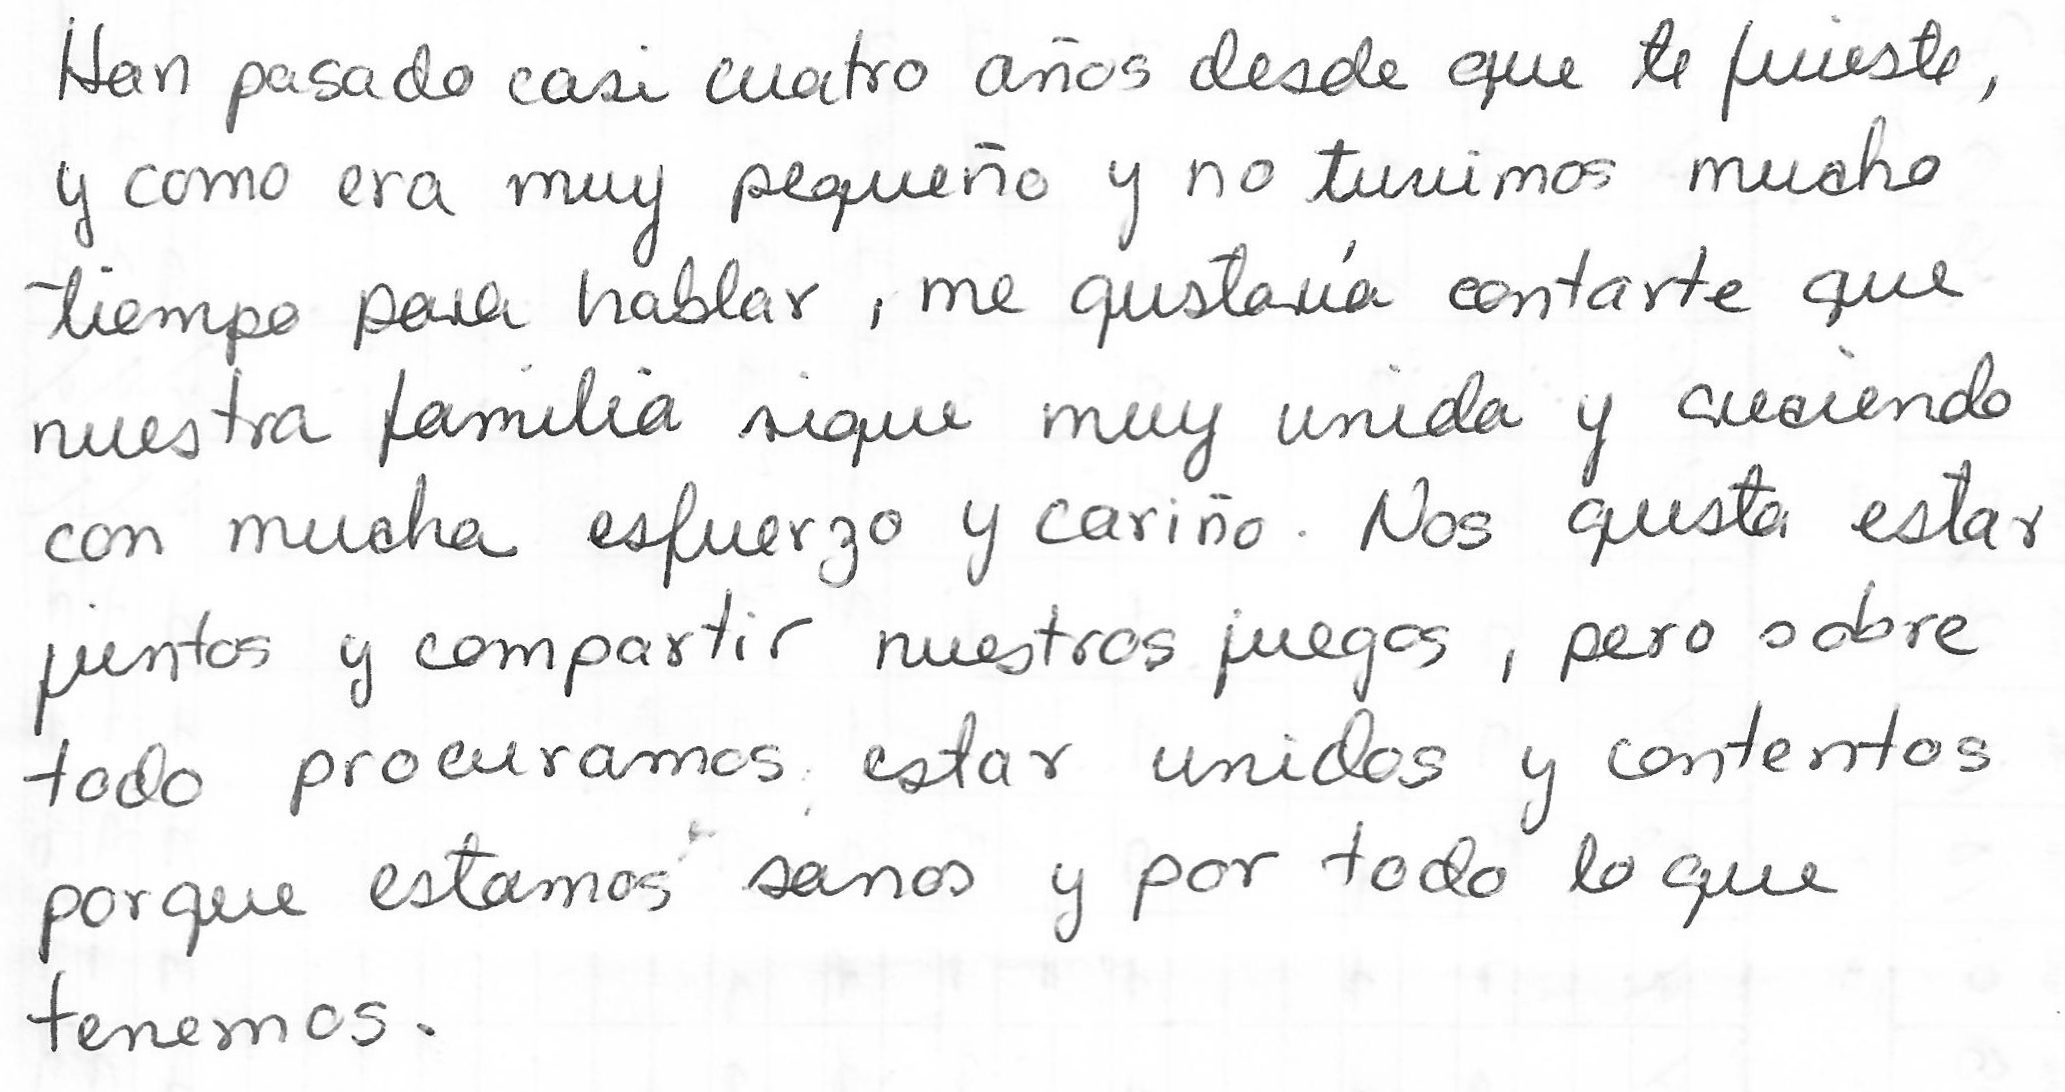 Han pasado casi cuatro años desde que te fuieste,
y como era muy pequeño y no tuvimos mucho
tiempo para hablar, me gustaría contarte que
nuestra familia sigue muy unida y creciendo
con mucha esfuerzo y cariño. Nos gusta estar
juntos y compartir nuestros juegos, pero sobre
todo procuramos estar unidos y contentos
porque estamos sanos y por todo lo que
tenemos.